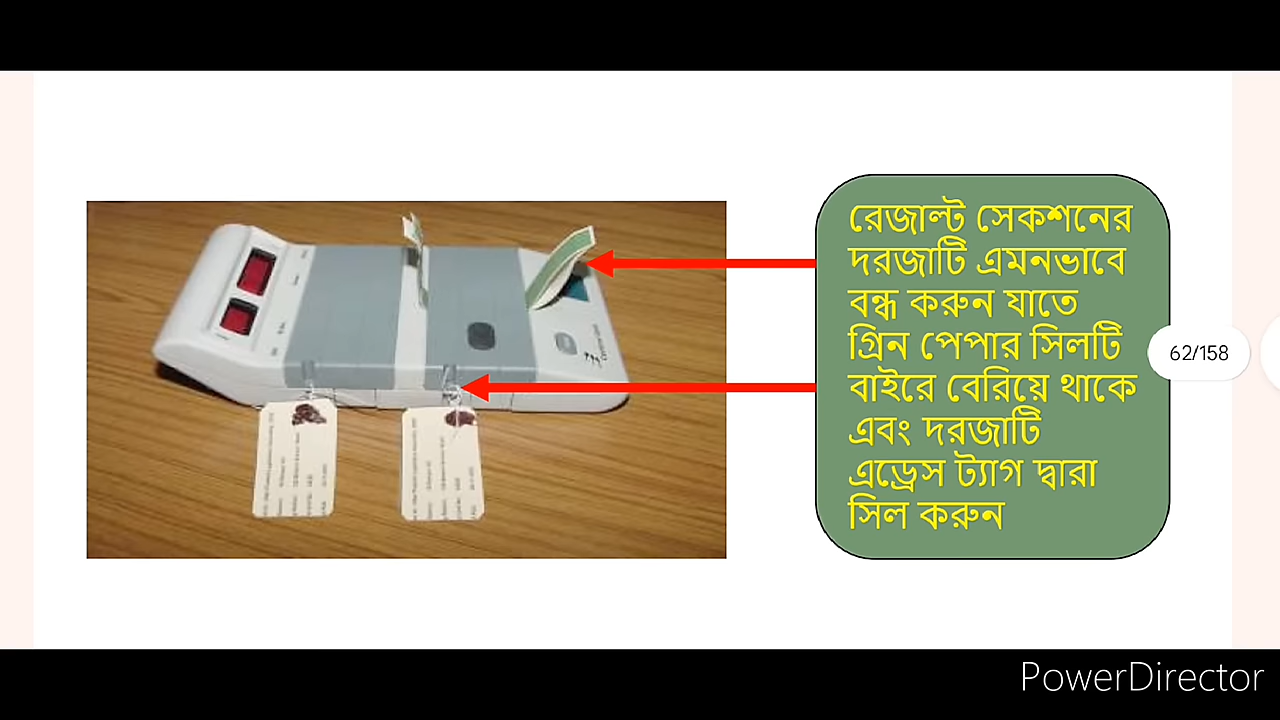 রেজাল্ট সেকশনের
দরজাটি এমনভাবে
বন্ধ করুন যাতে
গ্রিন পেপার সিলটি
বাইরে বেরিয়ে থাকে
এবং দরজাটি
এড্রেস ট্যাগ দ্বারা
সিল করুন
62/158
PowerDirector